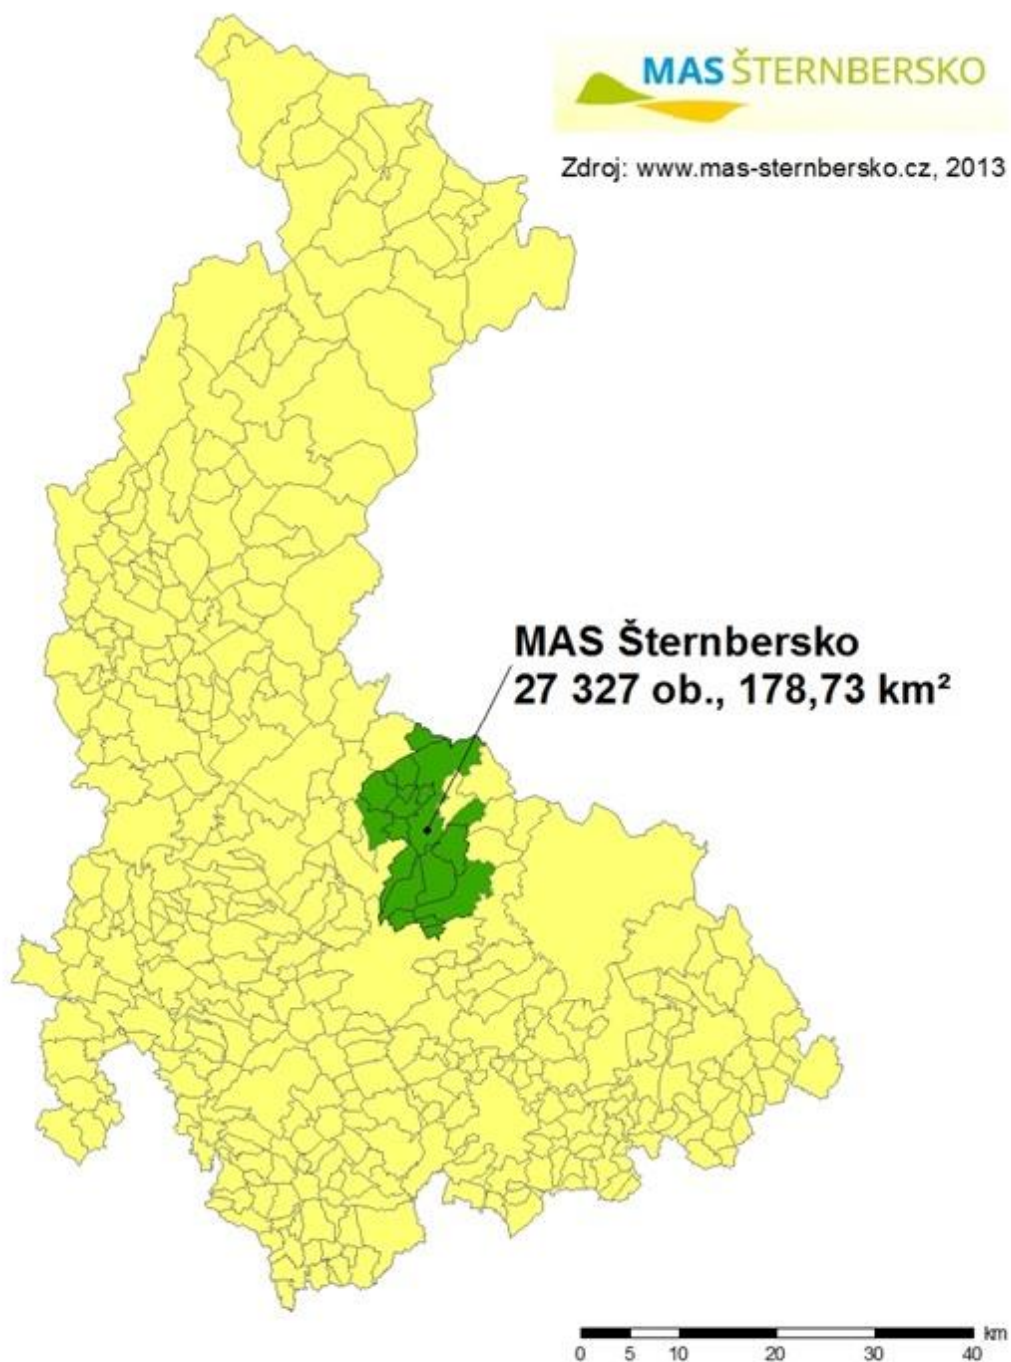 MAS ŠTERNBERSKO
Zdroj: www.mas-sternbersko.cz, 2013
MAS Šternbersko
27 327 ob., 178,73 km²
km
0 5 10 20 30 40